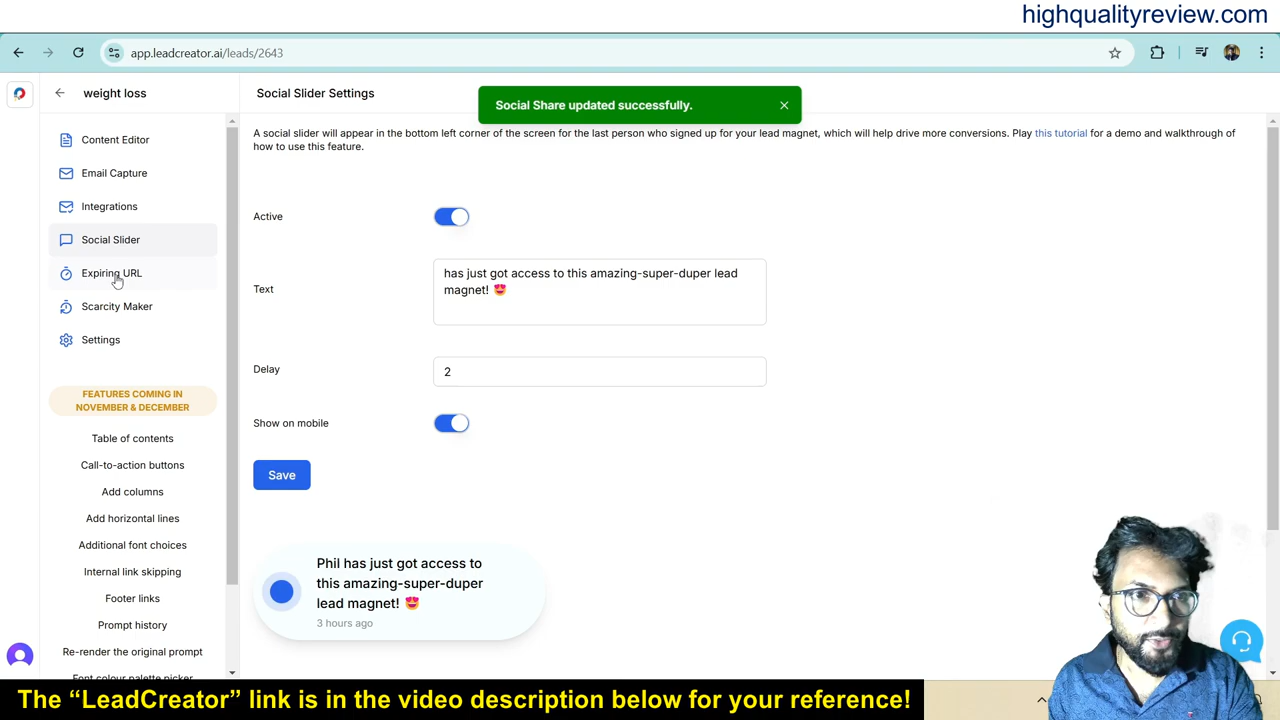 highqualityreview.com
app.leadcreator.ai/leads/2643
weight loss
Social Slider Settings
Social Share updated successfully.
A social slider will appear in the bottom left corner of the screen for the last person who signed up for your lead magnet, which will help drive more conversions. Play this tutorial for a demo and walkthrough of
how to use this feature.
Content Editor
Email Capture
Integrations
Social Slider
Expiring URL
Scarcity Maker
Settings
FEATURES COMING IN
NOVEMBER & DECEMBER
Table of contents
Call-to-action buttons
Add columns
Add horizontal lines
Additional font choices
Internal link skipping
Footer links
Prompt history
Re-render the original prompt
Font colour palette picker
Active
Text
has just got access to this amazing-super-duper lead
magnet! 😍
Delay
2
Show on mobile
Save
Phil has just got access to
this amazing-super-duper
lead magnet! 😍
3 hours ago
The “LeadCreator” link is in the video description below for your reference!